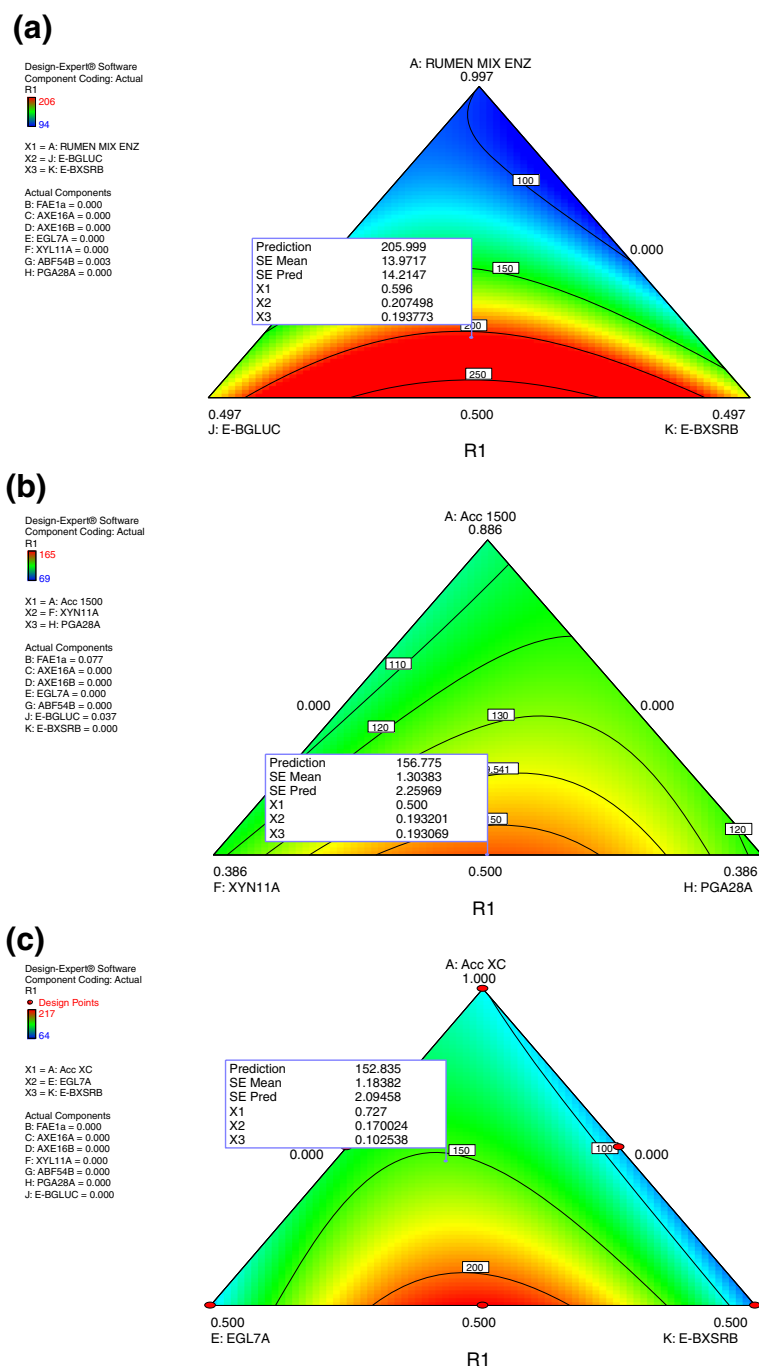 (a)
Design-Expert® Software
Component Coding: Actual
R1
206
94
X1 = A: RUMEN MIX ENZ
X2 = J: E-BGLUC
X3 = K: E-BXSRB
Actual Components
B: FAE1a = 0.000
C: AXE16A = 0.000
D: AXE16B = 0.000
E: EGL7A = 0.000
F: XYL11A = 0.000
G: ABF54B = 0.003
H: PGA28A = 0.000
A: RUMEN MIX ENZ
0.997
100
0.000
Prediction 205.999
SE Mean 13.9717
SE Pred 14.2147
X1 0.596
X2 0.207498
X3 0.193773
150
200
250
0.497 0.500 0.497
J: E-BGLUC K: E-BXSRB
R1
(b)
Design-Expert® Software
Component Coding: Actual
R1
165
69
X1 = A: Acc 1500
X2 = F: XYN11A
X3 = H: PGA28A
Actual Components
B: FAE1a = 0.077
C: AXE16A = 0.000
D: AXE16B = 0.000
E: EGL7A = 0.000
G: ABF54B = 0.000
J: E-BGLUC = 0.037
K: E-BXSRB = 0.000
A: Acc 1500
0.886
110
0.000 0.000
120
130
Prediction 156.775
SE Mean 1.30383
SE Pred 2.25969
X1 0.500
X2 0.193201
X3 0.193069
.541
50
120
0.386 0.500 0.386
F: XYN11A H: PGA28A
R1
(c)
Design-Expert® Software
Component Coding: Actual
R1
Design Points
217
64
X1 = A: Acc XC
X2 = E: EGL7A
X3 = K: E-BXSRB
Actual Components
B: FAE1a = 0.000
C: AXE16A = 0.000
D: AXE16B = 0.000
F: XYL11A = 0.000
G: ABF54B = 0.000
H: PGA28A = 0.000
J: E-BGLUC = 0.000
A: Acc XC
1.000
Prediction 152.835
SE Mean 1.18382
SE Pred 2.09458
X1 0.727
X2 0.170024
X3 0.102538
0.000 150 100 0.000
200
0.500 0.500 0.500
E: EGL7A K: E-BXSRB
R1